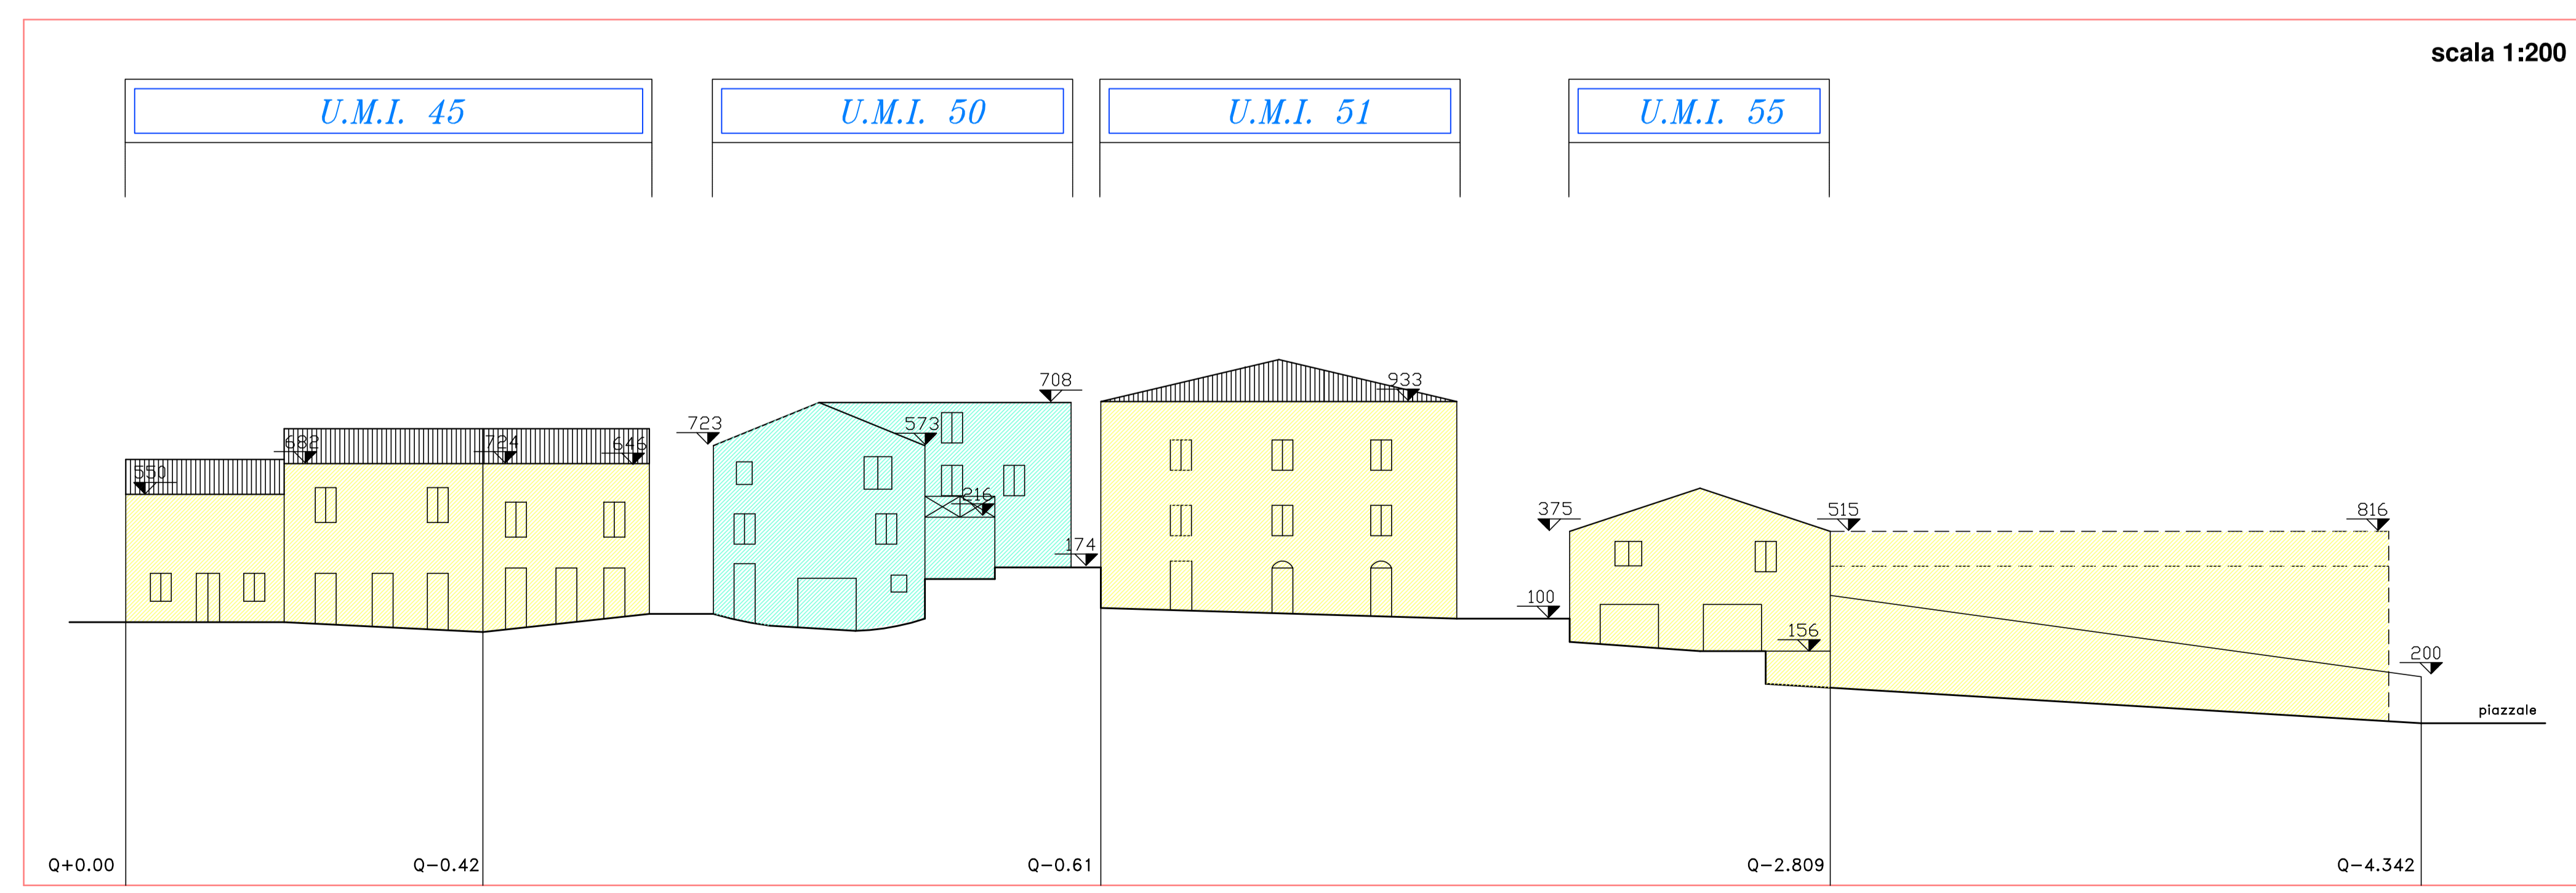 scala 1:200
U.M.I. 45
U.M.I. 50
U.M.I. 51
U.M.I. 55
550
682
724
646
723
573
708
216
174
933
375
100
515
156
816
200
piazzale
Q+0.00
Q-0.42
Q-0.61
Q-2.809
Q-4.342